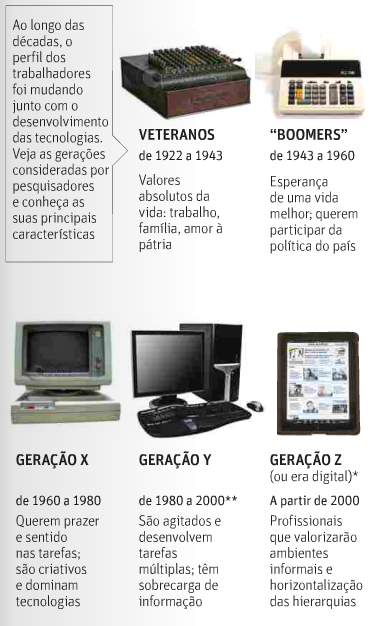 Ao longo das
décadas, o
perfil dos
trabalhadores
foi mudando
junto com o
desenvolvimento
das tecnologias.
Veja as gerações
consideradas por
pesquisadores
e conheça as
suas principais
características
VETERANOS
de 1922 a 1943
Valores
absolutos da
vida: trabalho,
família, amor à
pátria
“BOOMERS”
de 1943 a 1960
Esperança
de uma vida
melhor; querem
participar da
política do país
GERAÇÃO X
de 1960 a 1980
Querem prazer
e sentido
nas tarefas;
são criativos
e dominam
tecnologias
GERAÇÃO Y
de 1980 a 2000**
São agitados e
desenvolvem
tarefas
múltiplas; têm
sobrecarga de
informação
GERAÇÃO Z
(ou era digital)*
A partir de 2000
Profissionais
que valorizarão
ambientes
informais e
horizontalização
das hierarquias